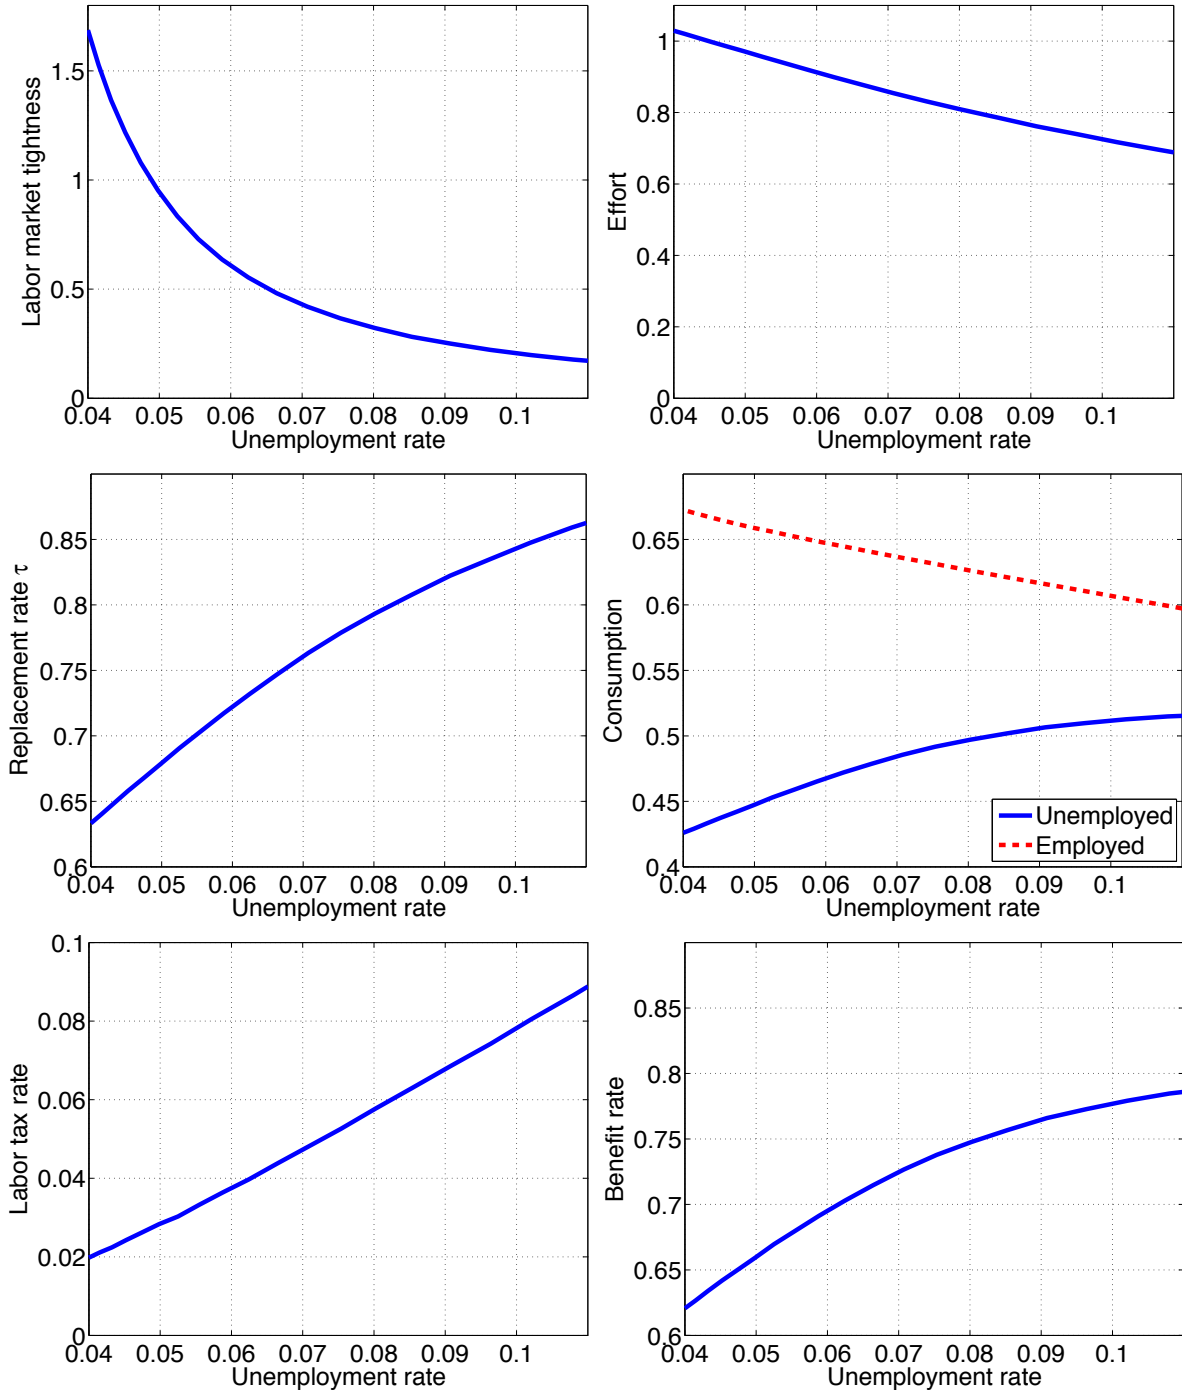 Labor market tightness
1.5
1
0.5
0
0.04 0.05 0.06 0.07 0.08 0.09 0.1
Unemployment rate
Effort
1
0.8
0.6
0.4
0.2
0
0.04 0.05 0.06 0.07 0.08 0.09 0.1
Unemployment rate
Replacement rate τ
0.85
0.8
0.75
0.7
0.65
0.6
0.04 0.05 0.06 0.07 0.08 0.09 0.1
Unemployment rate
Consumption
0.65
0.6
0.55
0.5
0.45
0.4
Unemployed
Employed
0.04 0.05 0.06 0.07 0.08 0.09 0.1
Unemployment rate
Labor tax rate
0.1
0.08
0.06
0.04
0.02
0
0.04 0.05 0.06 0.07 0.08 0.09 0.1
Unemployment rate
Benefit rate
0.85
0.8
0.75
0.7
0.65
0.6
0.04 0.05 0.06 0.07 0.08 0.09 0.1
Unemployment rate